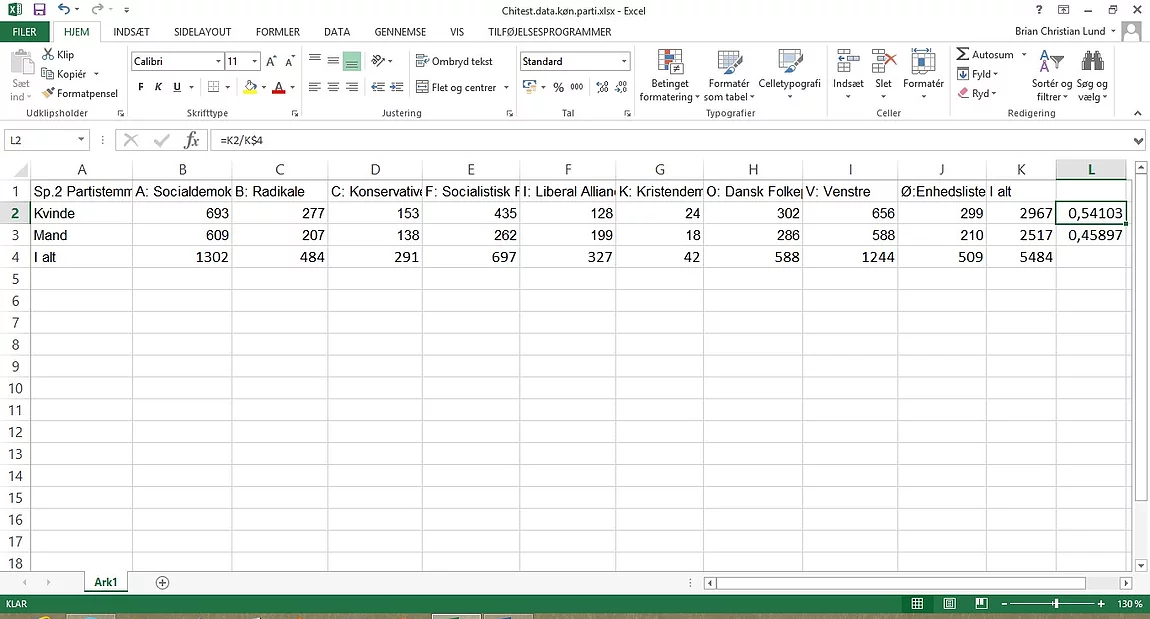 Chitest.data.køn.parti.xlsx - Excel
FILER HJEM INDSÆT SIDELAYOUT FORMLER DATA GENNEMSE VIS TILFØJELSESPROGRAMMER Brian Christian Lund
Sæt ind
Klip
Kopiér
Formatpensel
Udklipsholder
Calibri 11
F K U
Skrifttype
Ombryd tekst
Flet og centrer
Justering
Standard
% 000
Tal
Betinget formatering
Formatér som tabel
Celletypografi
Typografier
Indsæt Slet Formatér
Celler
Autosum
Fyld
Ryd
Sortér og filtrer
Søg og vælg
Redigering
L2 fx =K2/K$4
A B C D E F G H I J K L
1 Sp.2 Partistemm A: Socialdemok B: Radikale C: Konservative F: Socialistisk F I: Liberal Allian K: Kristendem O: Dansk Folkep V: Venstre Ø:Enhedsliste I alt
2 Kvinde 693 277 153 435 128 24 302 656 299 2967 0,54103
3 Mand 609 207 138 262 199 18 286 588 210 2517 0,45897
4 I alt 1302 484 291 697 327 42 588 1244 509 5484
5
6
7
8
9
10
11
12
13
14
15
16
17
18
Ark1
KLAR 130 %